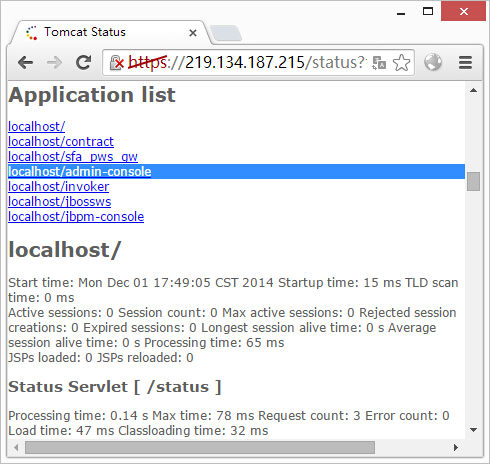 Tomcat Status
https://219.134.187.215/status?
Application list
localhost/
localhost/contract
localhost/sfa_pws_gw
localhost/admin-console
localhost/invoker
localhost/jbossws
localhost/jbpm-console
localhost/
Start time: Mon Dec 01 17:49:05 CST 2014 Startup time: 15 ms TLD scan
time: 0 ms
Active sessions: 0 Session count: 0 Max active sessions: 0 Rejected session
creations: 0 Expired sessions: 0 Longest session alive time: 0 s Average
session alive time: 0 s Processing time: 65 ms
JSPs loaded: 0 JSPs reloaded: 0
Status Servlet [ /status ]
Processing time: 0.14 s Max time: 78 ms Request count: 3 Error count: 0
Load time: 47 ms Classloading time: 32 ms